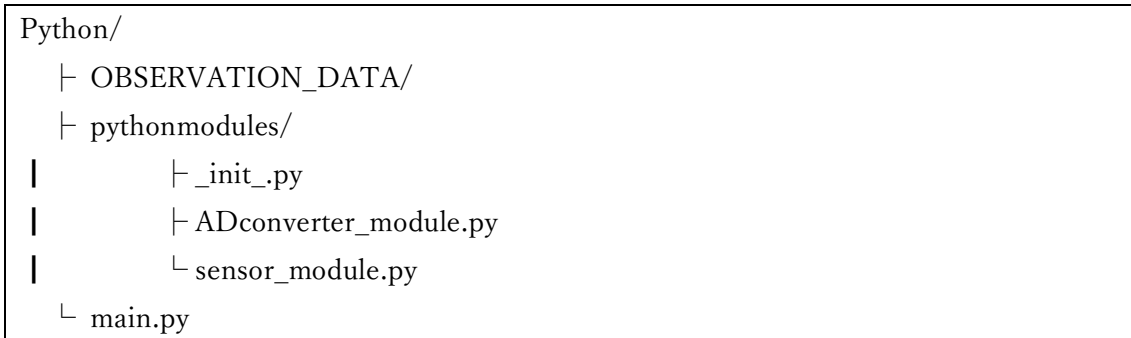 Python/
├ OBSERVATION_DATA/
├ pythonmodules/
┃ ├ _init_.py
┃ ├ ADconverter_module.py
┃ └ sensor_module.py
└ main.py